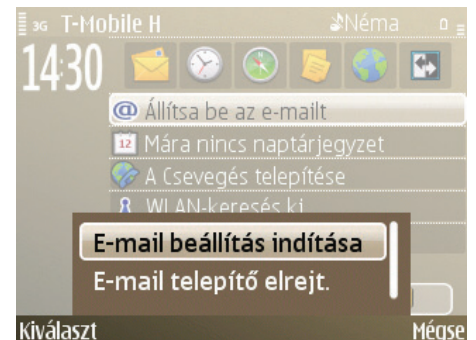 3G T-Mobile H Néma
14:30
@ Állítsa be az e-mailt
12 Mára nincs naptárjegyzet
A Csevegés telepítése
WLAN-keresés ki
E-mail beállítás indítása
E-mail telepítő elrejt.
Kiválaszt Mégse